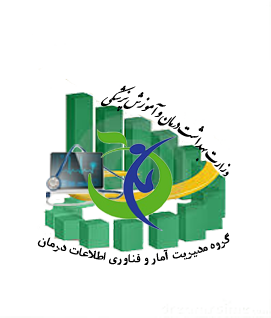 وزارت بهداشت درمان و آموزش پزشکی
گروه مدیریت آمار و فناوری اطلاعات درمان